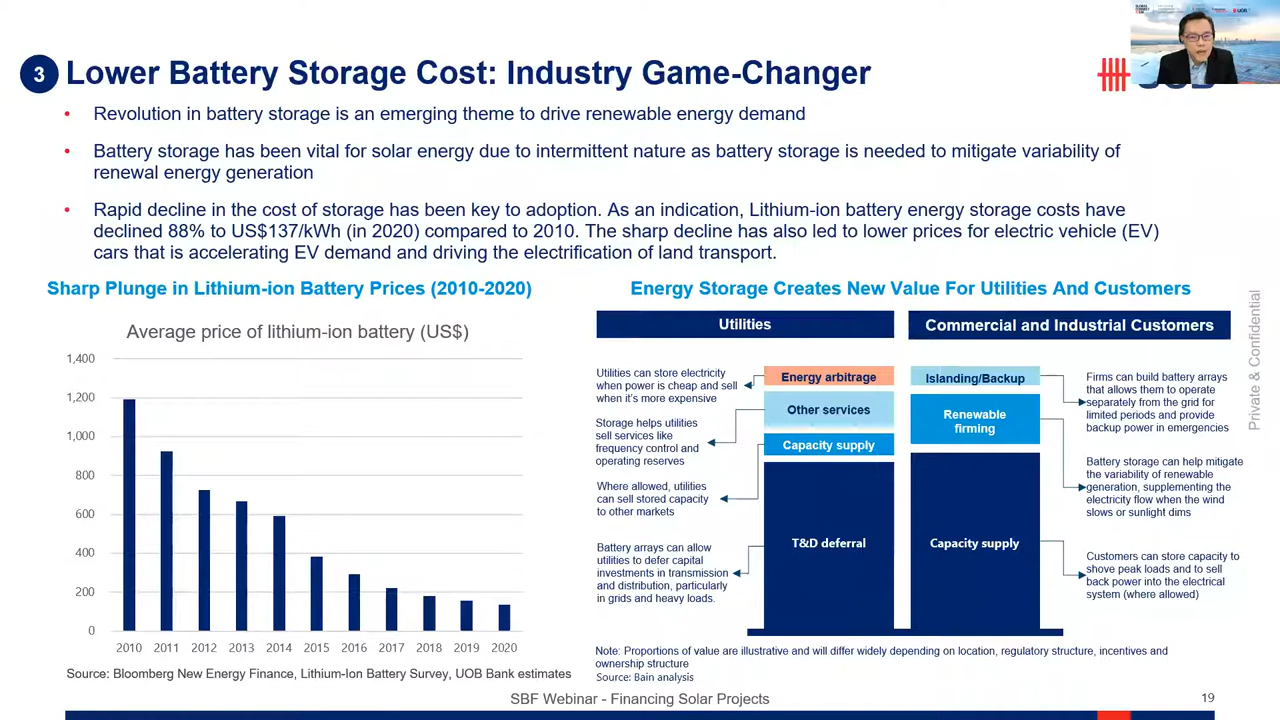 3 Lower Battery Storage Cost: Industry Game-Changer
• Revolution in battery storage is an emerging theme to drive renewable energy demand
• Battery storage has been vital for solar energy due to intermittent nature as battery storage is needed to mitigate variability of
renewal energy generation
• Rapid decline in the cost of storage has been key to adoption. As an indication, Lithium-ion battery energy storage costs have
declined 88% to US$137/kWh (in 2020) compared to 2010. The sharp decline has also led to lower prices for electric vehicle (EV)
cars that is accelerating EV demand and driving the electrification of land transport.
Sharp Plunge in Lithium-ion Battery Prices (2010-2020)
Average price of lithium-ion battery (US$)
1,400
1,200
1,000
800
600
400
200
0
2010 2011 2012 2013 2014 2015 2016 2017 2018 2019 2020
Source: Bloomberg New Energy Finance, Lithium-Ion Battery Survey, UOB Bank estimates
Energy Storage Creates New Value For Utilities And Customers
Utilities
Utilities can store electricity
when power is cheap and sell
when it's more expensive
Storage helps utilities
sell services like
frequency control and
operating reserves
Where allowed, utilities
can sell stored capacity
to other markets
Battery arrays can allow
utilities to defer capital
investments in transmission
and distribution, particularly
in grids and heavy loads.
Energy arbitrage
Other services
Capacity supply
T&D deferral
Commercial and Industrial Customers
Islanding/Backup
Renewable
firming
Capacity supply
Firms can build battery arrays
that allows them to operate
separately from the grid for
limited periods and provide
backup power in emergencies
Battery storage can help mitigate
the variability of renewable
generation, supplementing the
electricity flow when the wind
slows or sunlight dims
Customers can store capacity to
shove peak loads and to sell
back power into the electrical
system (where allowed)
Note: Proportions of value are illustrative and will differ widely depending on location, regulatory structure, incentives and
ownership structure
Source: Bain analysis
Private & Confidential
SBF Webinar - Financing Solar Projects
19